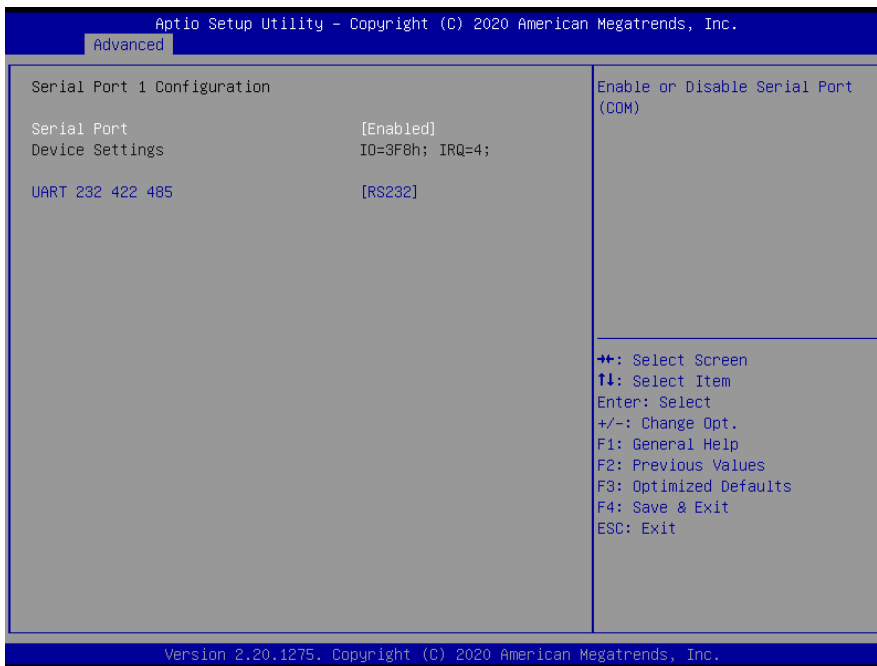 Aptio Setup Utility – Copyright (C) 2020 American Megatrends, Inc.
Advanced
Serial Port 1 Configuration
Serial Port [Enabled]
Device Settings IO=3F8h; IRQ=4;
UART 232 422 485 [RS232]
Enable or Disable Serial Port
(COM)
→←: Select Screen
↑↓: Select Item
Enter: Select
+/-: Change Opt.
F1: General Help
F2: Previous Values
F3: Optimized Defaults
F4: Save & Exit
ESC: Exit
Version 2.20.1275. Copyright (C) 2020 American Megatrends, Inc.